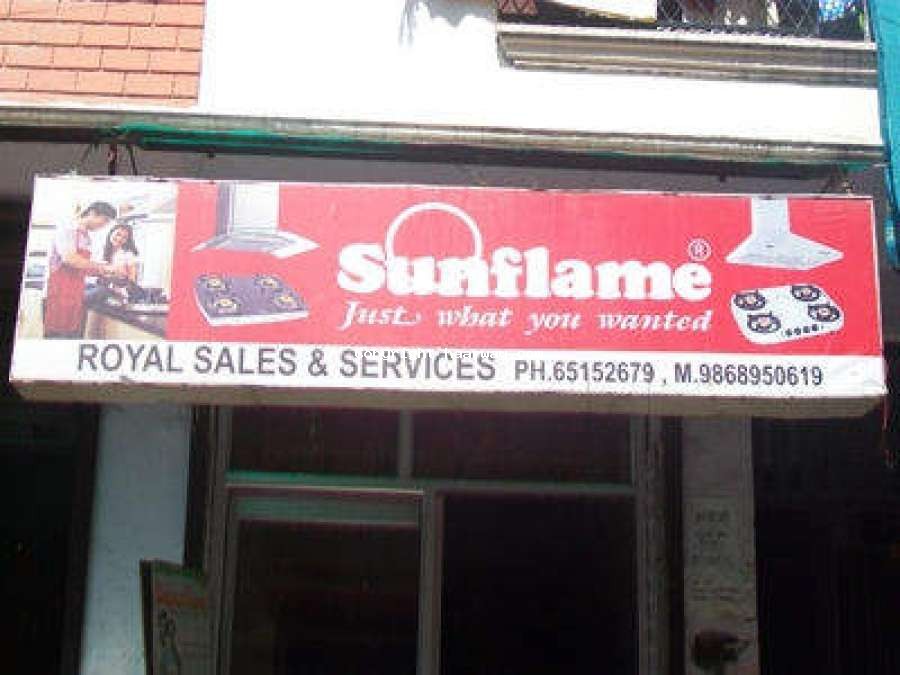 Sunflame®
Just what you wanted
ROYAL SALES & SERVICES PH.65152679 , M.9868950619